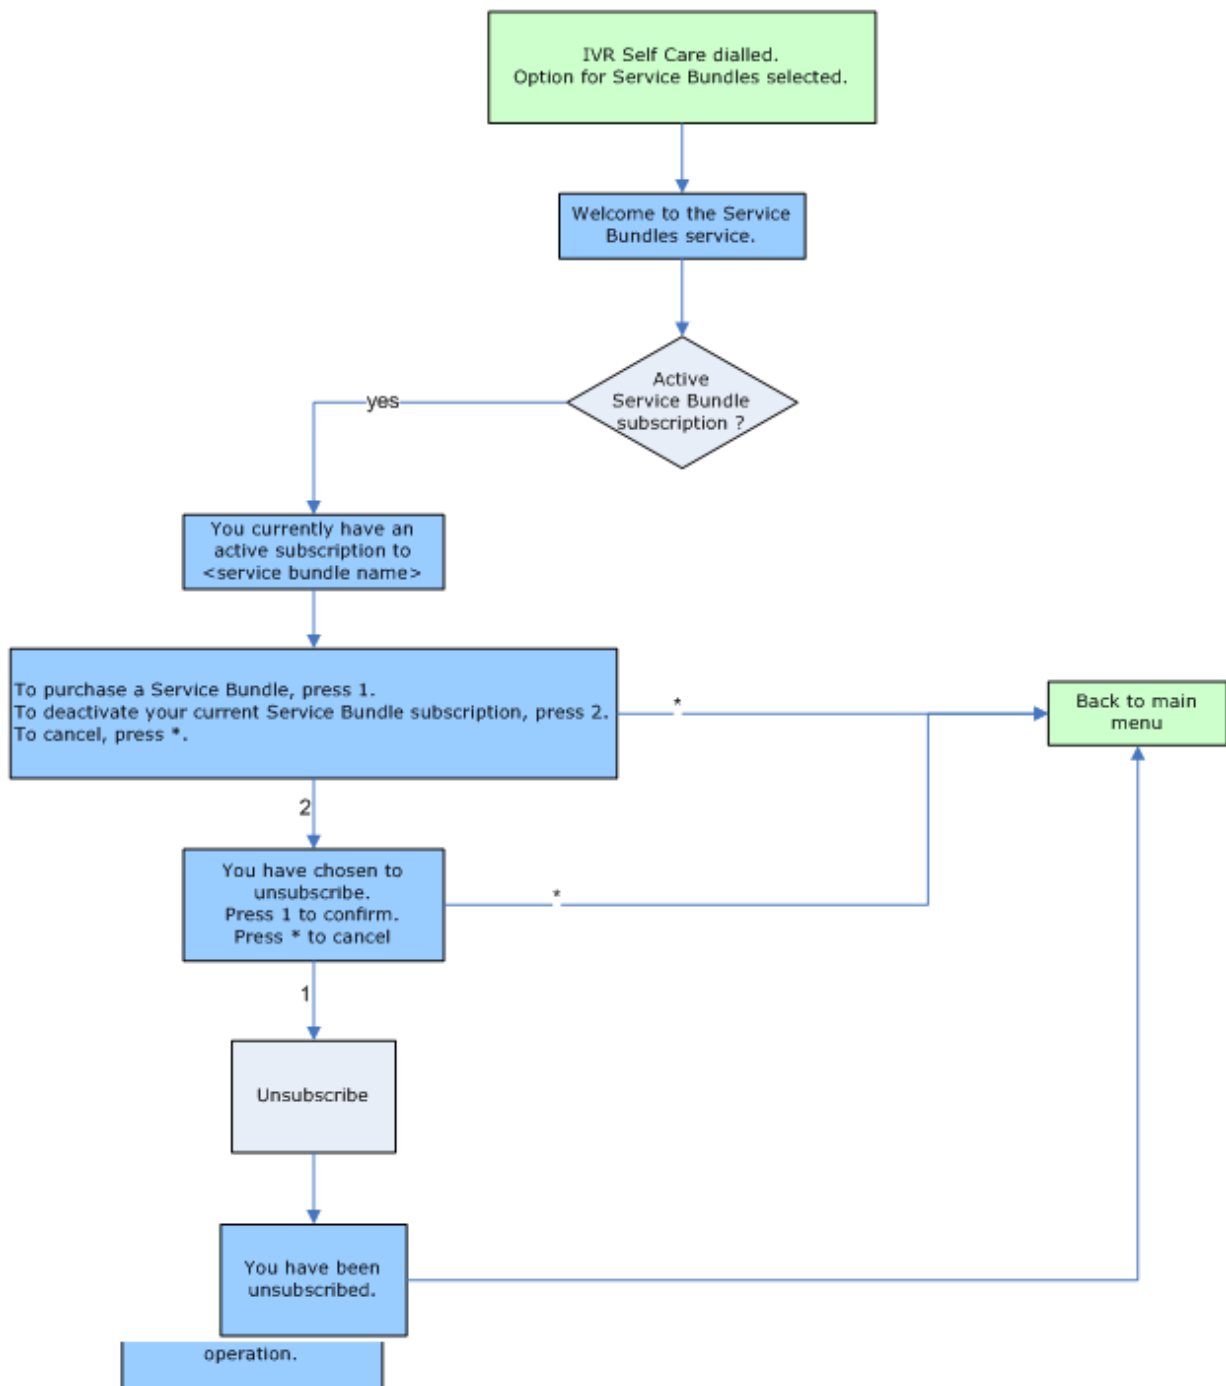 IVR Self Care dialled.
Option for Service Bundles selected.
Welcome to the Service
Bundles service.
Active
Service Bundle
subscription ?
yes
You currently have an
active subscription to
<service bundle name>
To purchase a Service Bundle, press 1.
To deactivate your current Service Bundle subscription, press 2.
To cancel, press *.
*
Back to main
menu
2
You have chosen to
unsubscribe.
Press 1 to confirm.
Press * to cancel
*
1
Unsubscribe
You have been
unsubscribed.
operation.